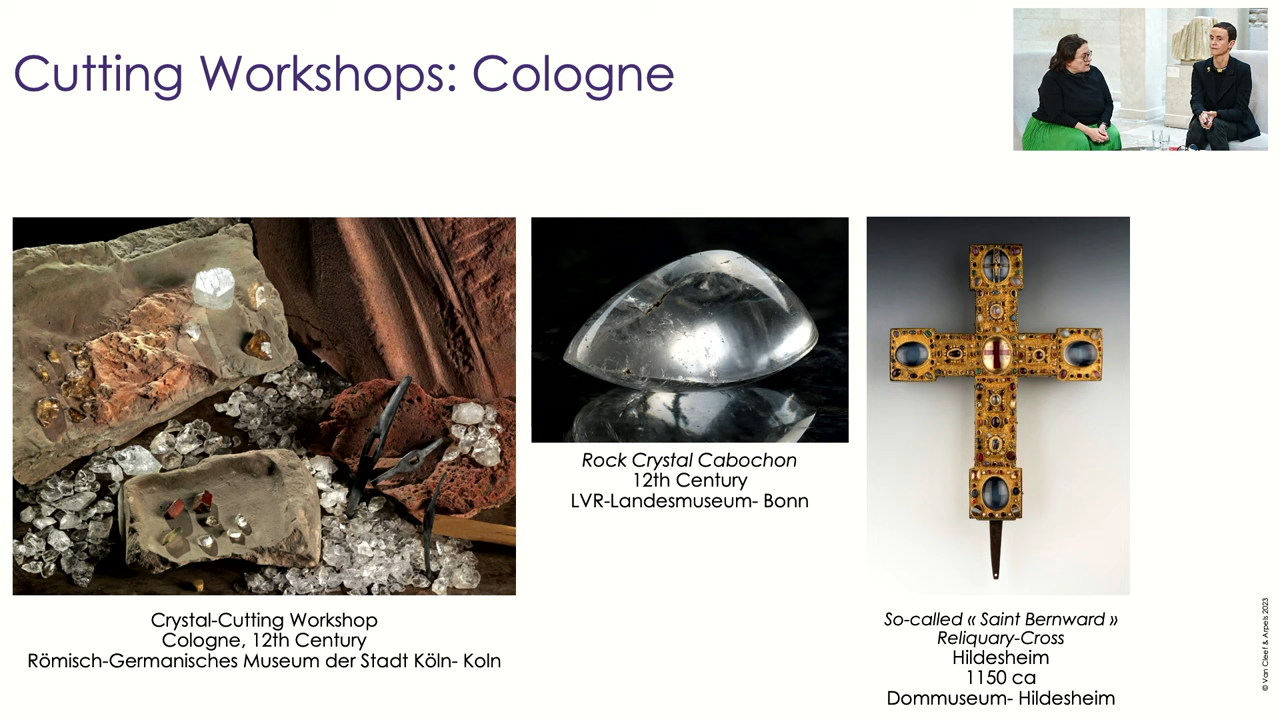 Cutting Workshops: Cologne
Crystal-Cutting Workshop
Cologne, 12th Century
Römisch-Germanisches Museum der Stadt Köln- Koln
Rock Crystal Cabochon
12th Century
LVR-Landesmuseum- Bonn
So-called « Saint Bernward »
Reliquary-Cross
Hildesheim
1150 ca
Dommuseum- Hildesheim
© Van Cleef & Arpels 2023